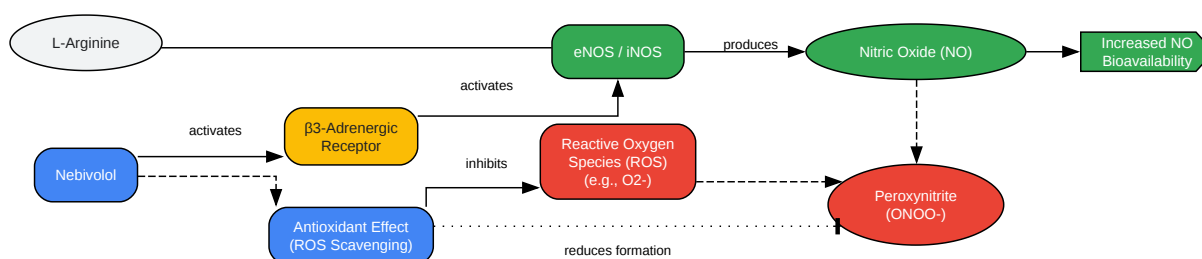 L-Arginine
eNOS / iNOS
produces
Nitric Oxide (NO)
Increased NO
Bioavailability
activates
β3-Adrenergic
Receptor
activates
Reactive Oxygen
Species (ROS)
(e.g., O2-)
Nebivolol
inhibits
Peroxynitrite
(ONOO-)
Antioxidant Effect
(ROS Scavenging)
reduces formation